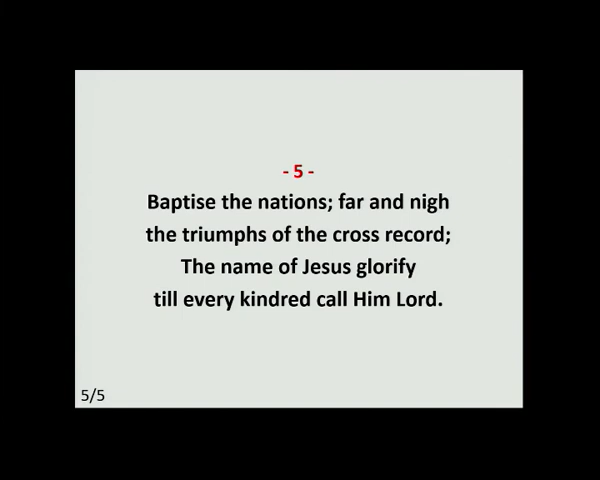 - 5 -
Baptise the nations; far and nigh
the triumphs of the cross record;
The name of Jesus glorify
till every kindred call Him Lord.
5/5